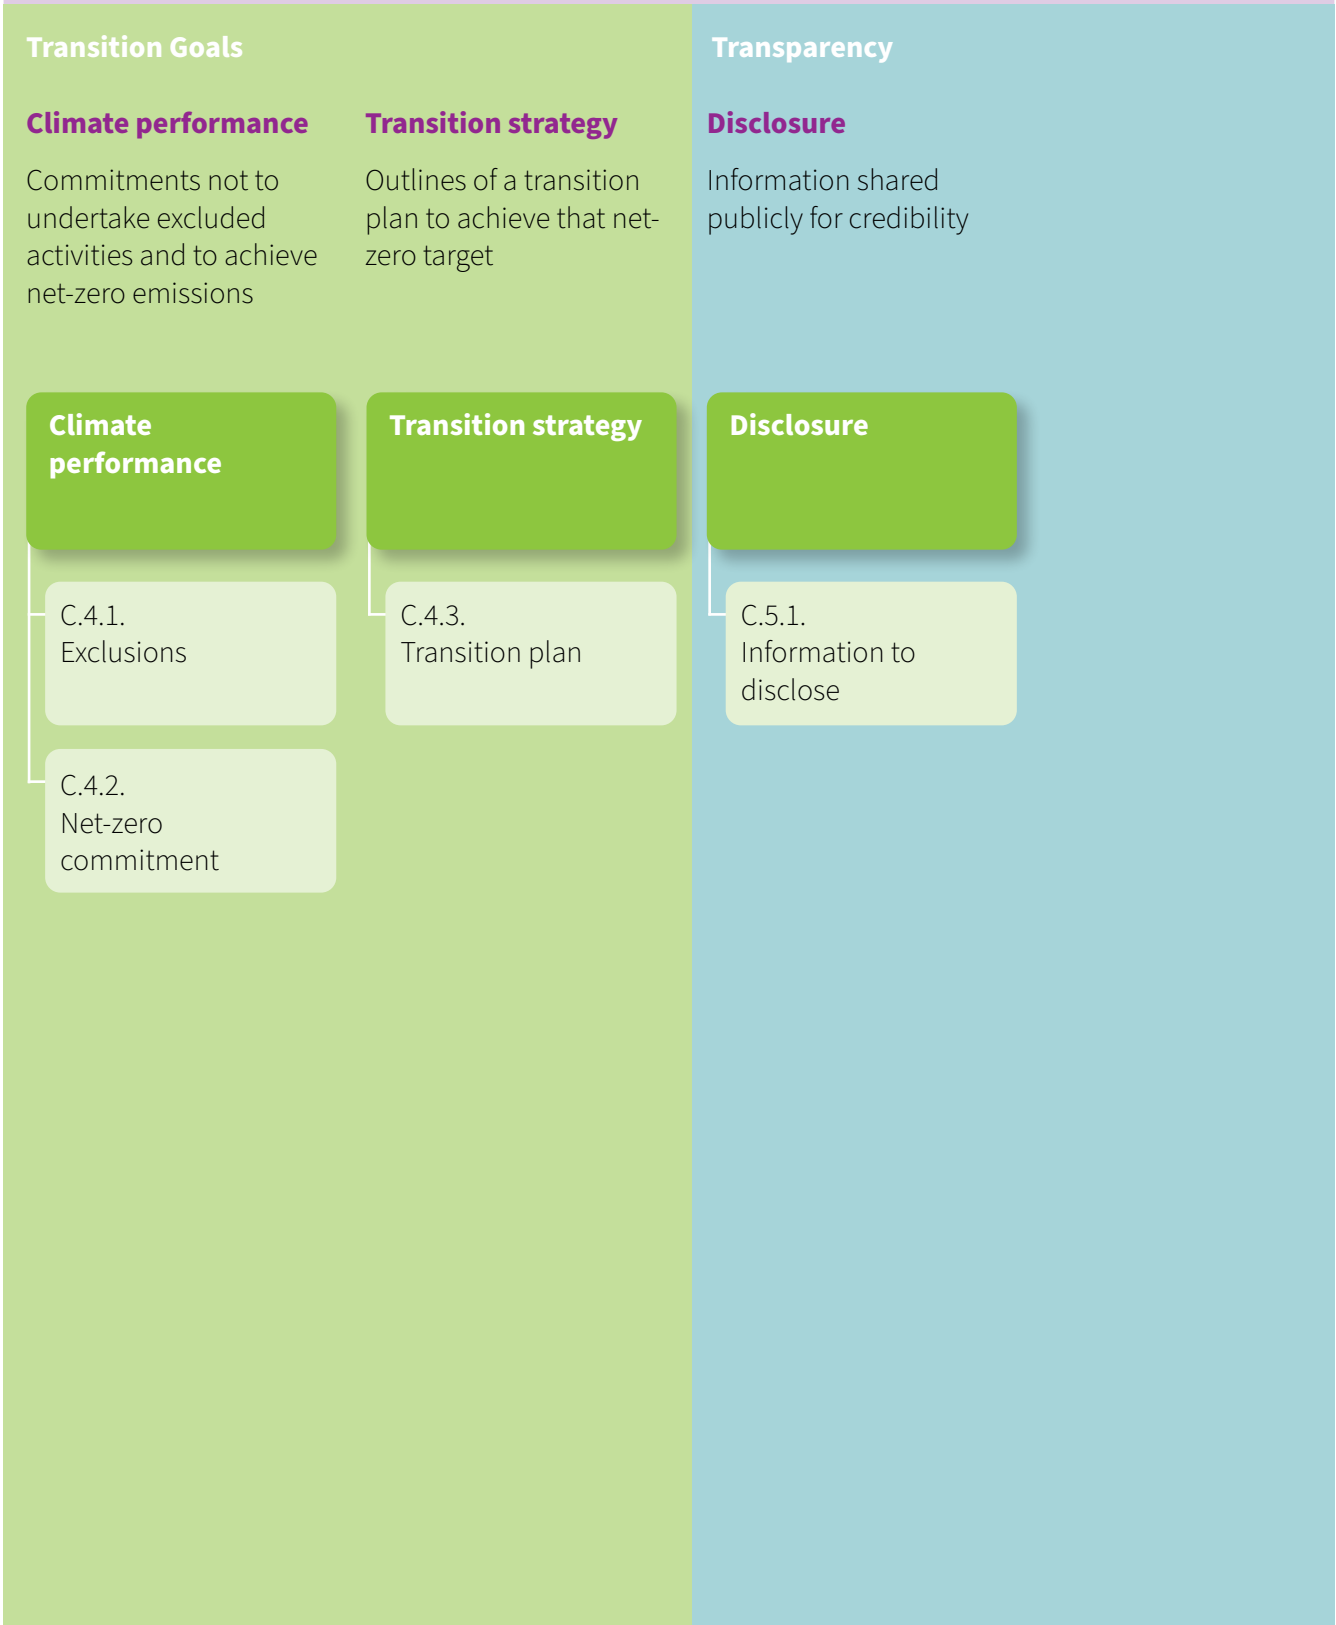 Transition Goals
Climate performance
Commitments not to
undertake excluded
activities and to achieve
net-zero emissions
Transition strategy
Outlines of a transition
plan to achieve that net-
zero target
Climate
performance
C.4.1.
Exclusions
C.4.2.
Net-zero
commitment
Transition strategy
C.4.3.
Transition plan
Transparency
Disclosure
Information shared
publicly for credibility
Disclosure
C.5.1.
Information to
disclose